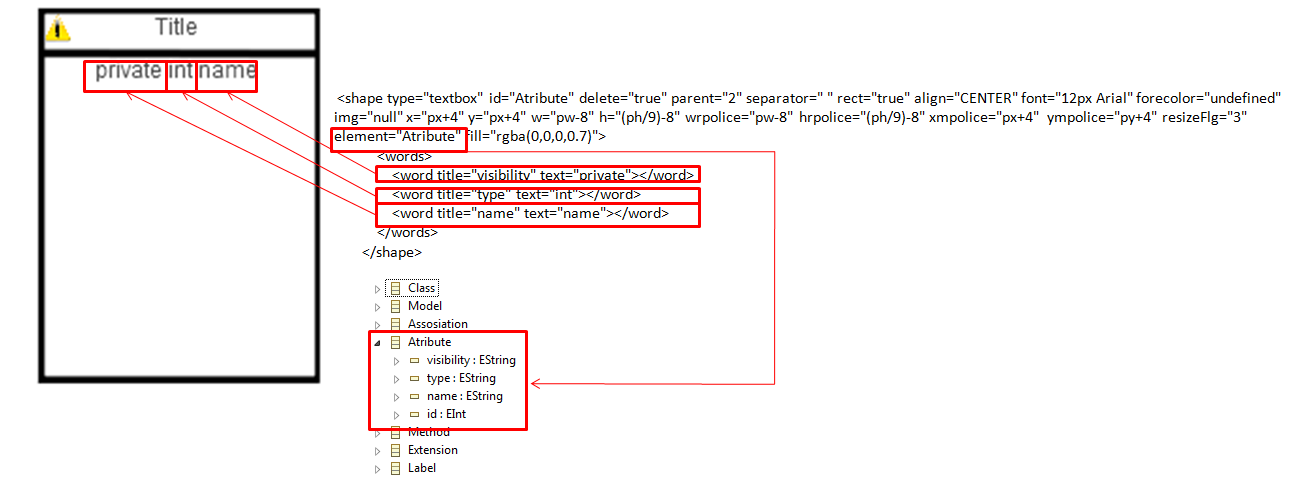 Title
private int name
<shape type="textbox" id="Atribute" delete="true" parent="2" separator=" " rect="true" align="CENTER" font="12px Arial" forecolor="undefined"
img="null" x="px+4" y="px+4" w="pw-8" h="(ph/9)-8" wrpolice="pw-8" hrpolice="(ph/9)-8" xmpolice="px+4" ympolice="py+4" resizeFlg="3"
element="Atribute" fill="rgba(0,0,0,0.7)">
<words>
<word title="visibility" text="private"></word>
<word title="type" text="int"></word>
<word title="name" text="name"></word>
</words>
</shape>
Class
Model
Assosiation
Atribute
visibility : EString
type : EString
name : EString
id : EInt
Method
Extension
Label